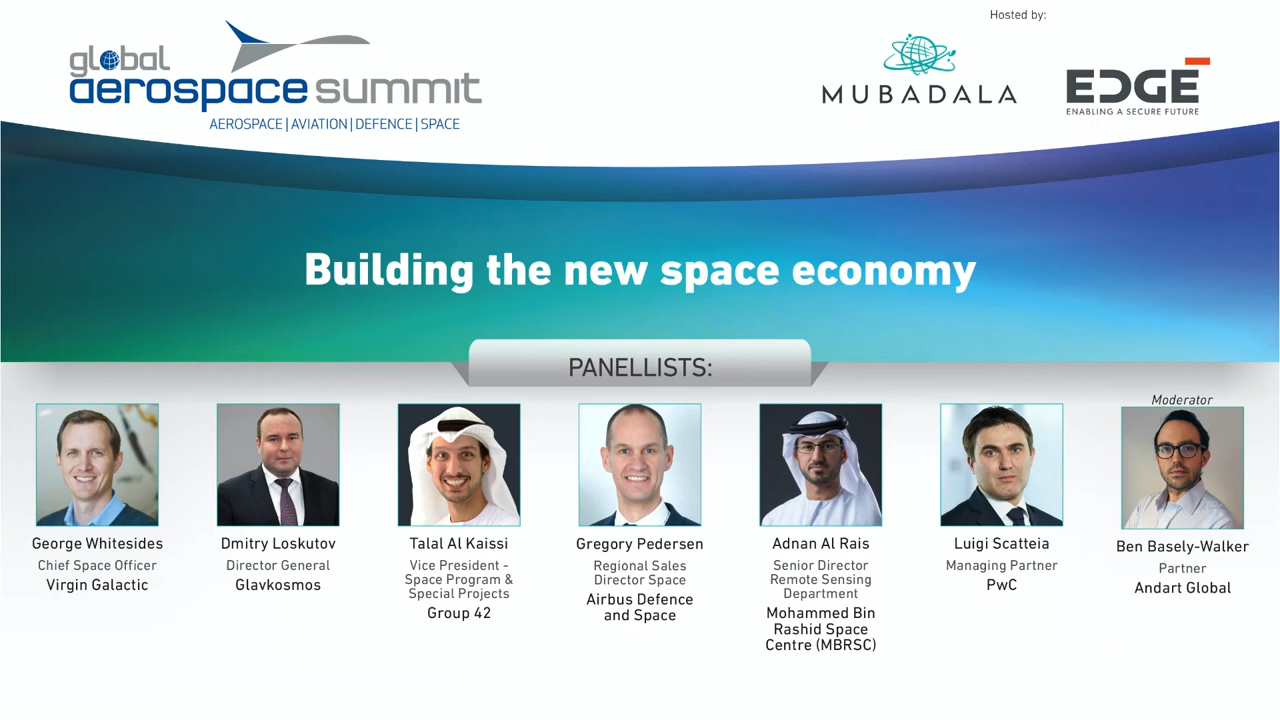 Hosted by:
global
aerospace summit
AEROSPACE | AVIATION | DEFENCE | SPACE
MUBADALA
EDGE
ENABLING A SECURE FUTURE
Building the new space economy
PANELLISTS:
George Whitesides
Chief Space Officer
Virgin Galactic
Dmitry Loskutov
Director General
Glavkosmos
Talal Al Kaissi
Vice President -
Space Program &
Special Projects
Group 42
Gregory Pedersen
Regional Sales
Director Space
Airbus Defence
and Space
Adnan Al Rais
Senior Director
Remote Sensing
Department
Mohammed Bin
Rashid Space
Centre (MBRSC)
Luigi Scatteia
Managing Partner
PwC
Moderator
Ben Basely-Walker
Partner
Andart Global